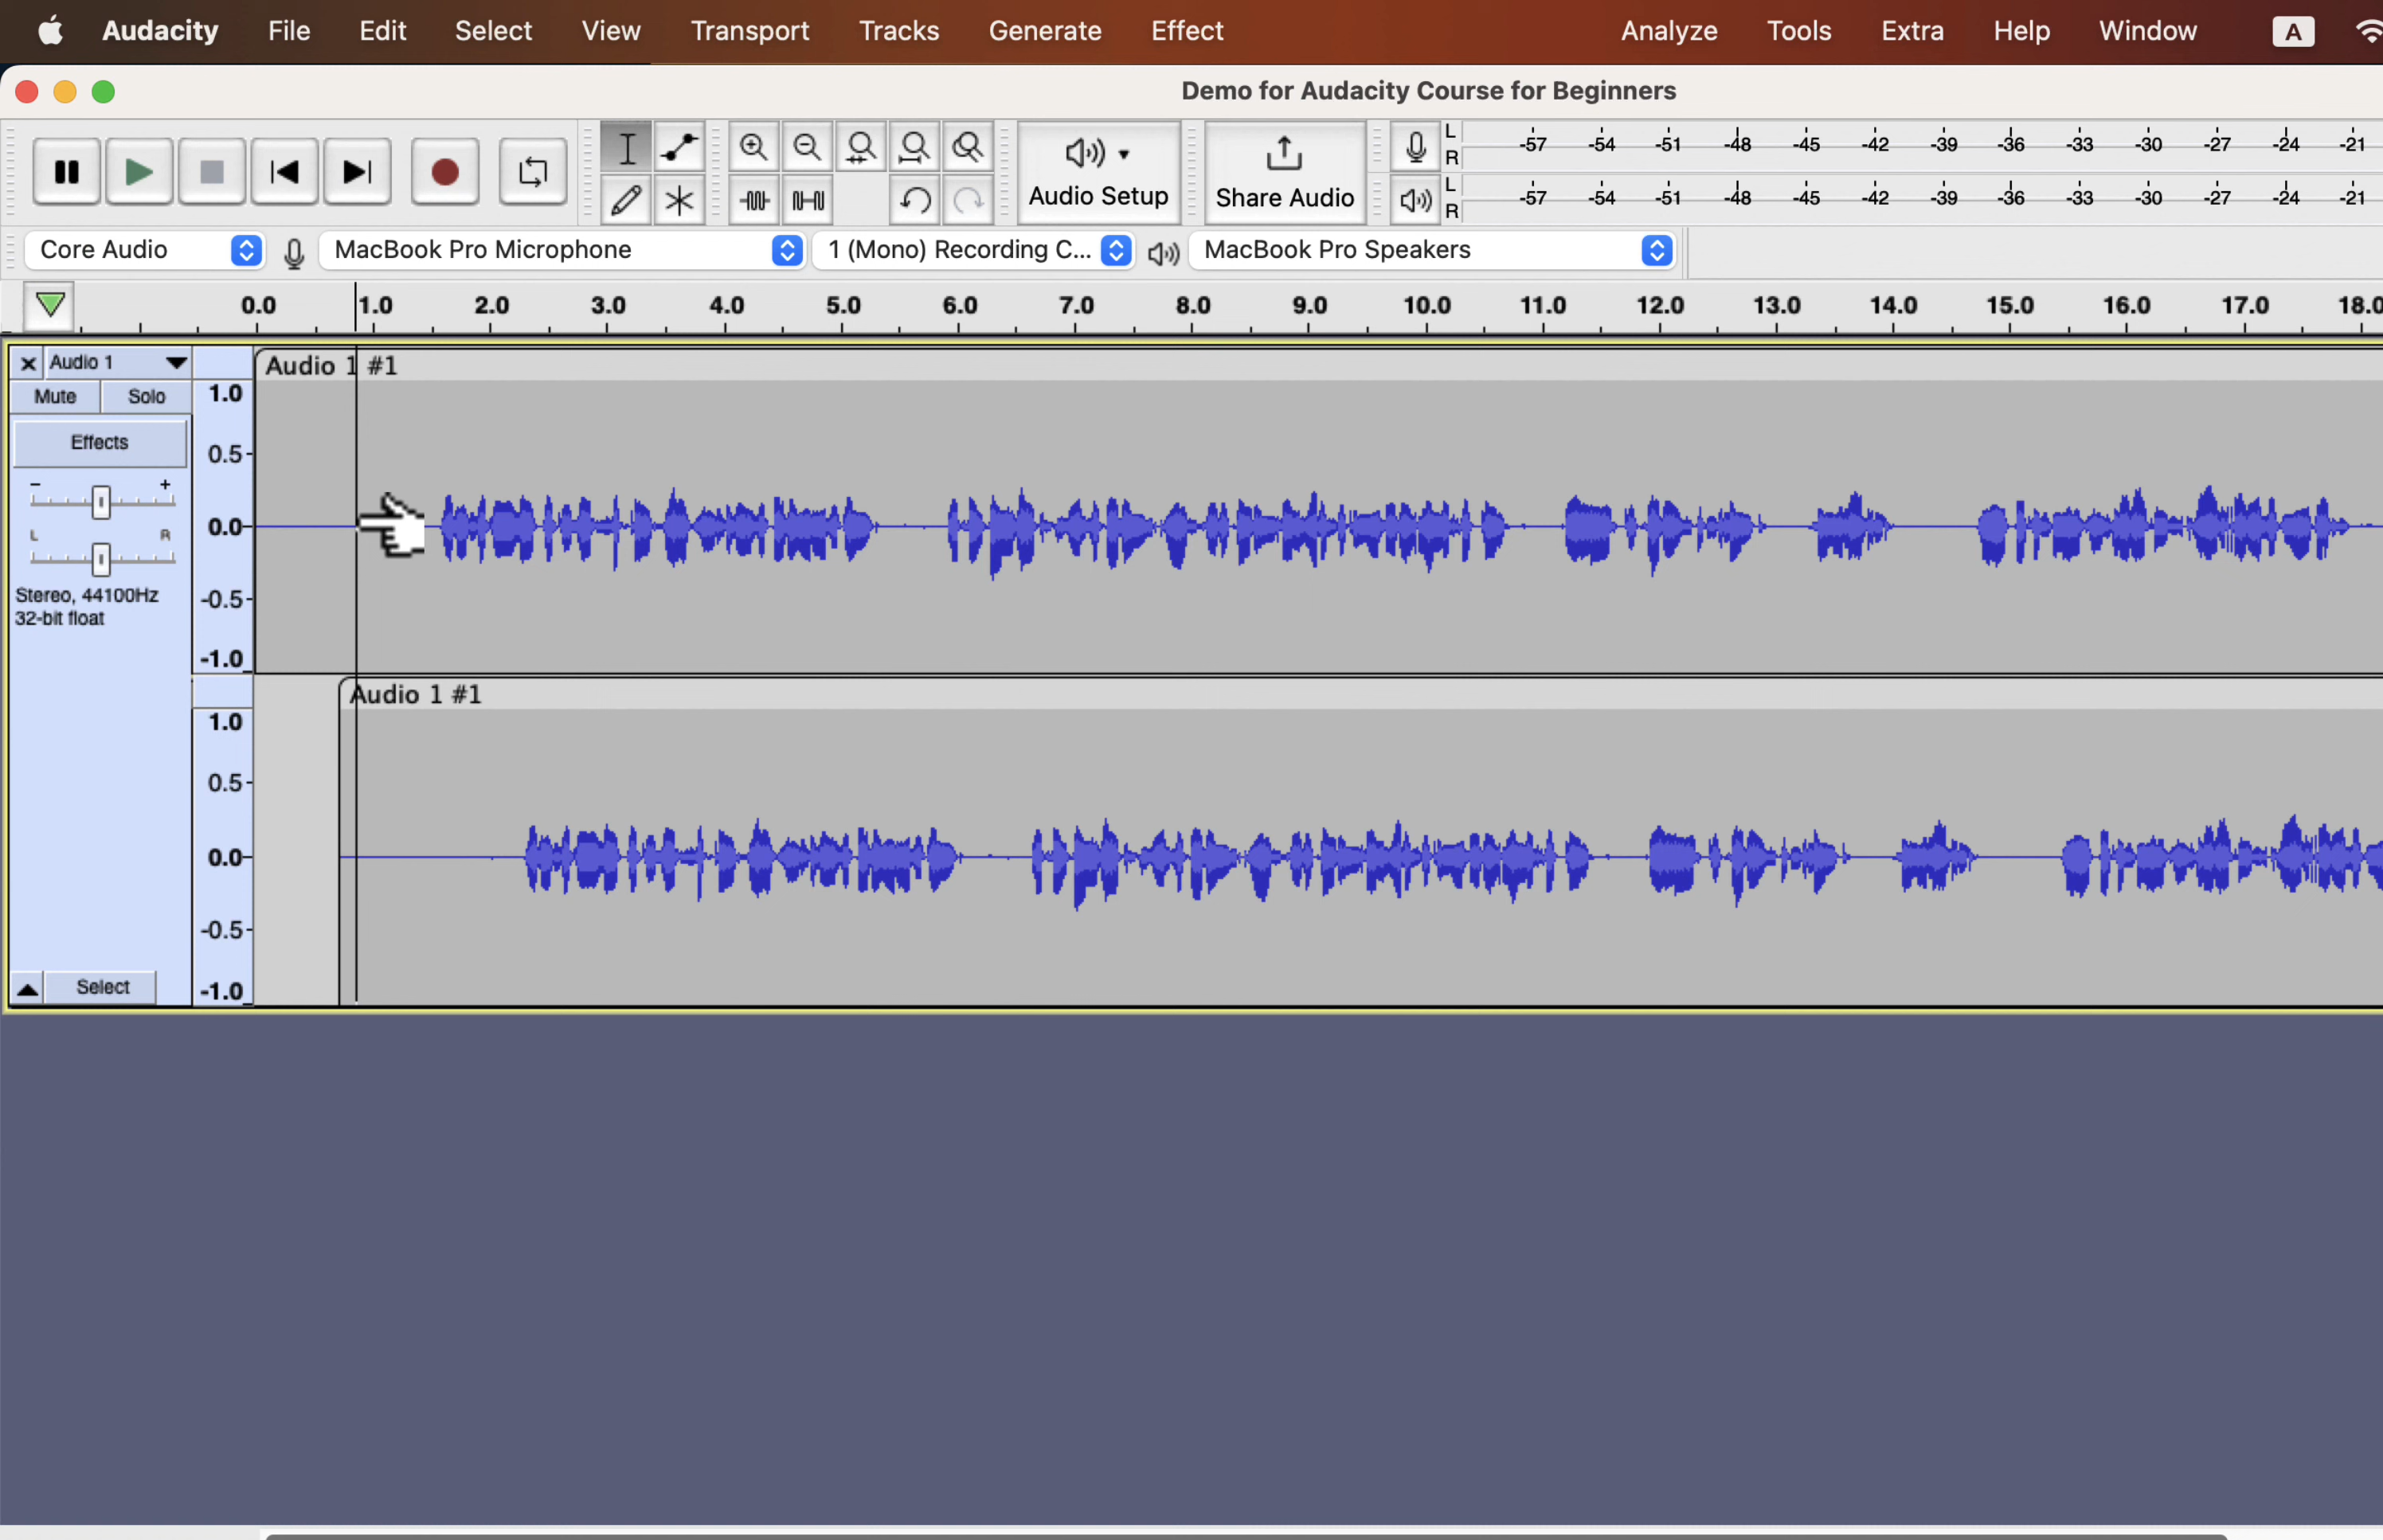 Audacity File Edit Select View Transport Tracks Generate Effect Analyze Tools Extra Help Window A
Demo for Audacity Course for Beginners
Audio Setup
Share Audio
L
R
-57 -54 -51 -48 -45 -42 -39 -36 -33 -30 -27 -24 -21
L
R
-57 -54 -51 -48 -45 -42 -39 -36 -33 -30 -27 -24 -21
Core Audio MacBook Pro Microphone 1 (Mono) Recording C... MacBook Pro Speakers
0.0 1.0 2.0 3.0 4.0 5.0 6.0 7.0 8.0 9.0 10.0 11.0 12.0 13.0 14.0 15.0 16.0 17.0 18.0
Audio 1
Audio 1 #1
Mute Solo
Effects
- +
L R
Stereo, 44100Hz
32-bit float
1.0
0.5
0.0
-0.5
-1.0
Audio 1 #1
1.0
0.5
0.0
-0.5
-1.0
Select